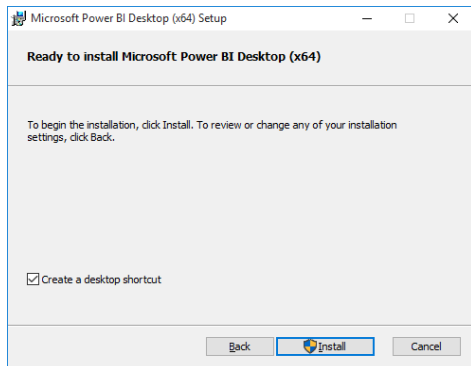 Microsoft Power BI Desktop (x64) Setup
Ready to install Microsoft Power BI Desktop (x64)
To begin the installation, click Install. To review or change any of your installation
settings, click Back.
Create a desktop shortcut
Back Install Cancel